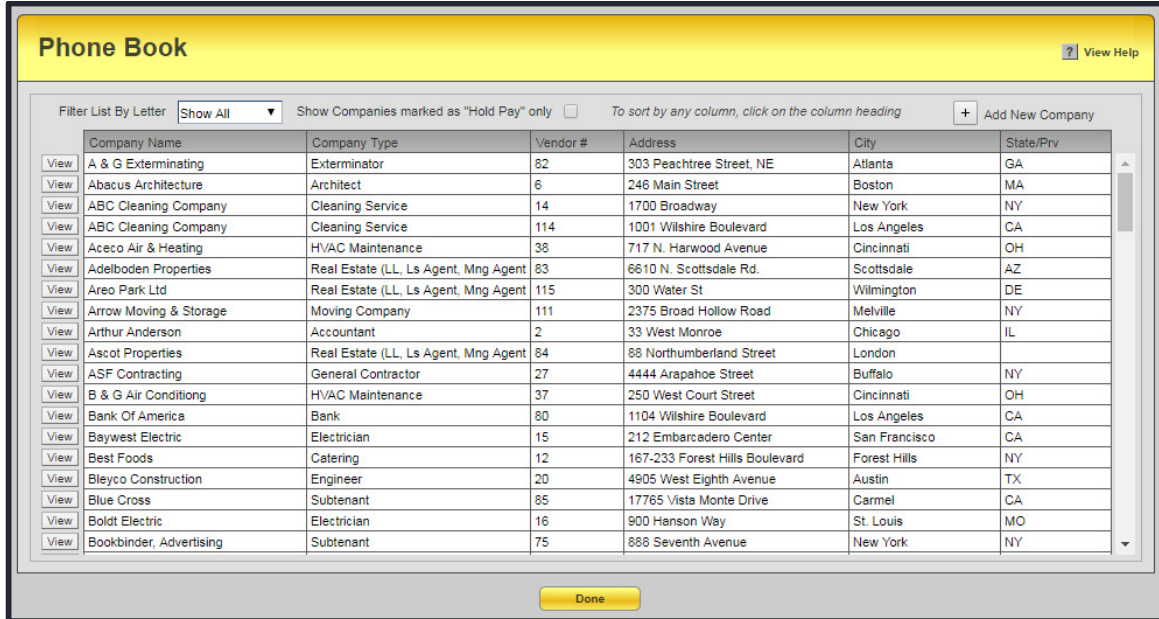 Phone Book
? View Help
Filter List By Letter Show All Show Companies marked as "Hold Pay" only To sort by any column, click on the column heading + Add New Company
Company Name Company Type Vendor # Address City State/Prv
View A & G Exterminating Exterminator 82 303 Peachtree Street, NE Atlanta GA
View Abacus Architecture Architect 6 246 Main Street Boston MA
View ABC Cleaning Company Cleaning Service 14 1700 Broadway New York NY
View ABC Cleaning Company Cleaning Service 114 1001 Wilshire Boulevard Los Angeles CA
View Aceco Air & Heating HVAC Maintenance 38 717 N. Harwood Avenue Cincinnati OH
View Adelboden Properties Real Estate (LL, Ls Agent, Mng Agent 83 6610 N. Scottsdale Rd. Scottsdale AZ
View Areo Park Ltd Real Estate (LL, Ls Agent, Mng Agent 115 300 Water St Wilmington DE
View Arrow Moving & Storage Moving Company 111 2375 Broad Hollow Road Melville NY
View Arthur Anderson Accountant 2 33 West Monroe Chicago IL
View Ascot Properties Real Estate (LL, Ls Agent, Mng Agent 84 88 Northumberland Street London
View ASF Contracting General Contractor 27 4444 Arapahoe Street Buffalo NY
View B & G Air Conditiong HVAC Maintenance 37 250 West Court Street Cincinnati OH
View Bank Of America Bank 80 1104 Wilshire Boulevard Los Angeles CA
View Baywest Electric Electrician 15 212 Embarcadero Center San Francisco CA
View Best Foods Catering 12 167-233 Forest Hills Boulevard Forest Hills NY
View Bleyco Construction Engineer 20 4905 West Eighth Avenue Austin TX
View Blue Cross Subtenant 85 17765 Vista Monte Drive Carmel CA
View Boldt Electric Electrician 16 900 Hanson Way St. Louis MO
View Bookbinder, Advertising Subtenant 75 888 Seventh Avenue New York NY
Done